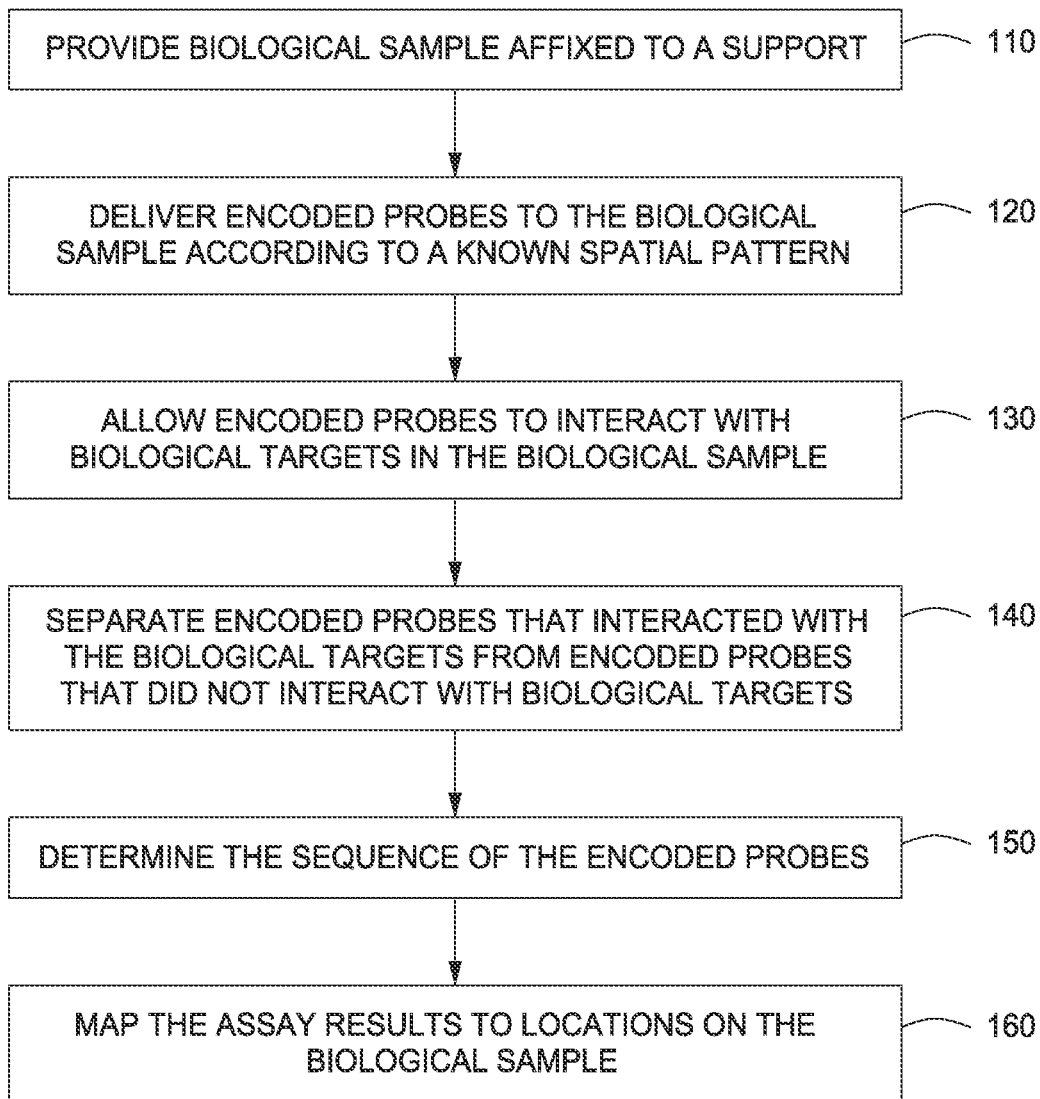 PROVIDE BIOLOGICAL SAMPLE AFFIXED TO A SUPPORT
110
DELIVER ENCODED PROBES TO THE BIOLOGICAL
SAMPLE ACCORDING TO A KNOWN SPATIAL PATTERN
120
ALLOW ENCODED PROBES TO INTERACT WITH
BIOLOGICAL TARGETS IN THE BIOLOGICAL SAMPLE
130
SEPARATE ENCODED PROBES THAT INTERACTED WITH
THE BIOLOGICAL TARGETS FROM ENCODED PROBES
THAT DID NOT INTERACT WITH BIOLOGICAL TARGETS
140
DETERMINE THE SEQUENCE OF THE ENCODED PROBES
150
MAP THE ASSAY RESULTS TO LOCATIONS ON THE
BIOLOGICAL SAMPLE
160